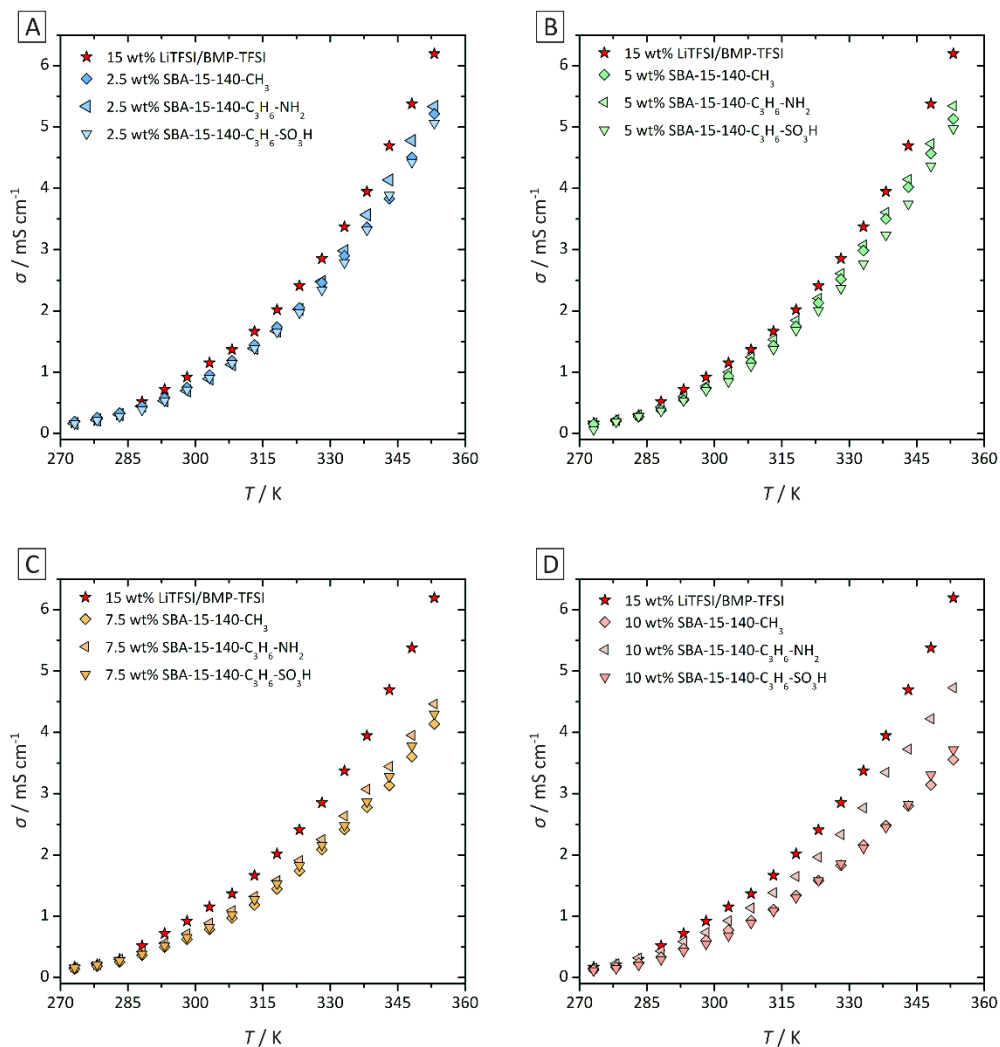 A
15 wt% LiTFSI/BMP-TFSI
2.5 wt% SBA-15-140-CH₃
2.5 wt% SBA-15-140-C₃H₆-NH₂
2.5 wt% SBA-15-140-C₃H₆-SO₃H
6
5
4
3
2
1
0
σ / mS cm⁻¹
270 285 300 315 330 345 360
T / K
B
15 wt% LiTFSI/BMP-TFSI
5 wt% SBA-15-140-CH₃
5 wt% SBA-15-140-C₃H₆-NH₂
5 wt% SBA-15-140-C₃H₆-SO₃H
6
5
4
3
2
1
0
σ / mS cm⁻¹
270 285 300 315 330 345 360
T / K
C
15 wt% LiTFSI/BMP-TFSI
7.5 wt% SBA-15-140-CH₃
7.5 wt% SBA-15-140-C₃H₆-NH₂
7.5 wt% SBA-15-140-C₃H₆-SO₃H
6
5
4
3
2
1
0
σ / mS cm⁻¹
270 285 300 315 330 345 360
T / K
D
15 wt% LiTFSI/BMP-TFSI
10 wt% SBA-15-140-CH₃
10 wt% SBA-15-140-C₃H₆-NH₂
10 wt% SBA-15-140-C₃H₆-SO₃H
6
5
4
3
2
1
0
σ / mS cm⁻¹
270 285 300 315 330 345 360
T / K